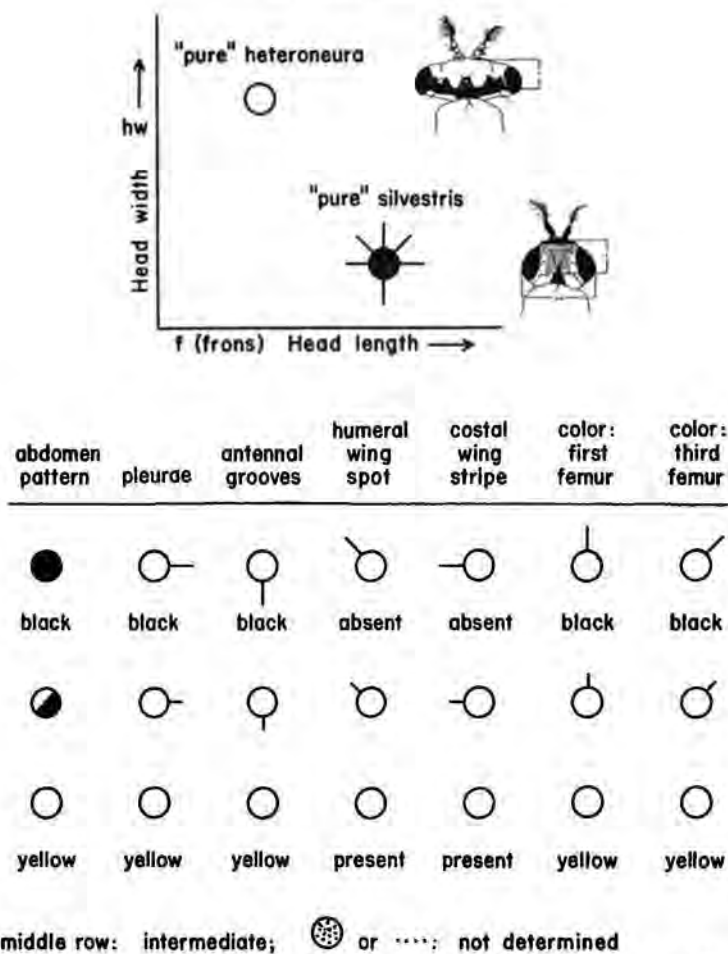 "pure" heteroneura
hw
Head width
"pure" silvestris
f (frons) Head length
abdomen pattern
pleurae
antennal grooves
humeral wing spot
costal wing stripe
color: first femur
color: third femur
black black black absent absent black black
yellow yellow yellow present present yellow yellow
middle row: intermediate; or ····: not determined